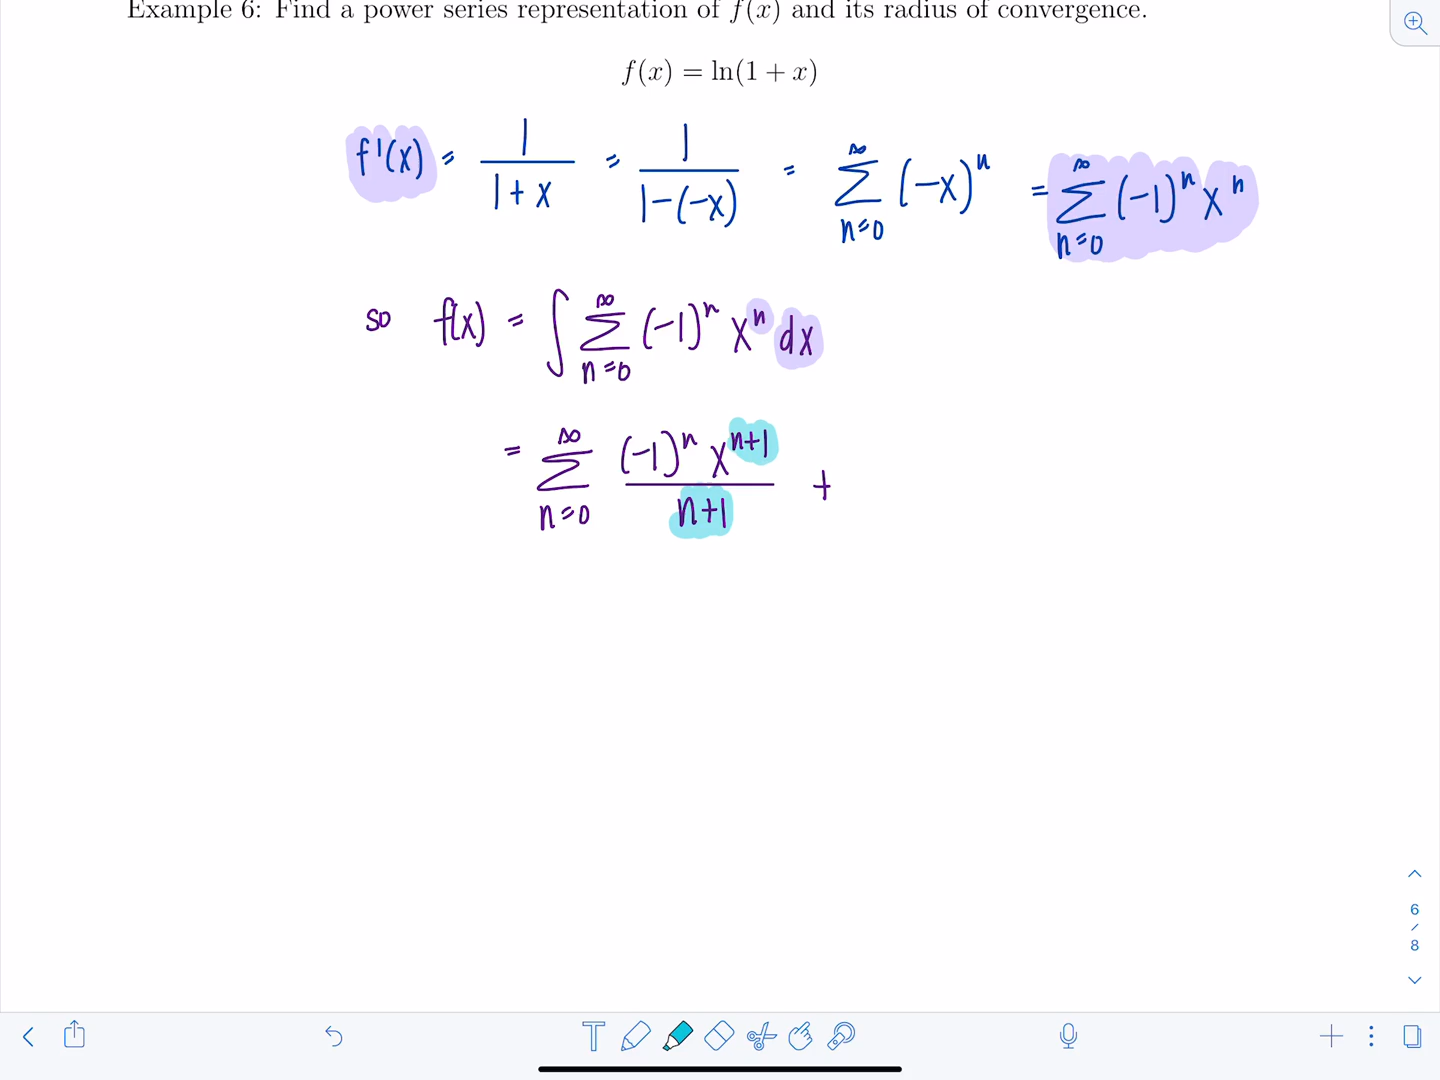 Example 6: Find a power series representation of f(x) and its radius of convergence.
f(x) = ln(1 + x)
f'(x) = 1/(1+x) = 1/(1-(-x)) = ∑_{n=0}^{∞} (-x)^n = ∑_{n=0}^{∞} (-1)^n x^n
so f(x) = ∫ ∑_{n=0}^{∞} (-1)^n x^n dx
= ∑_{n=0}^{∞} (-1)^n x^{n+1}/(n+1) +
6
/
8
T